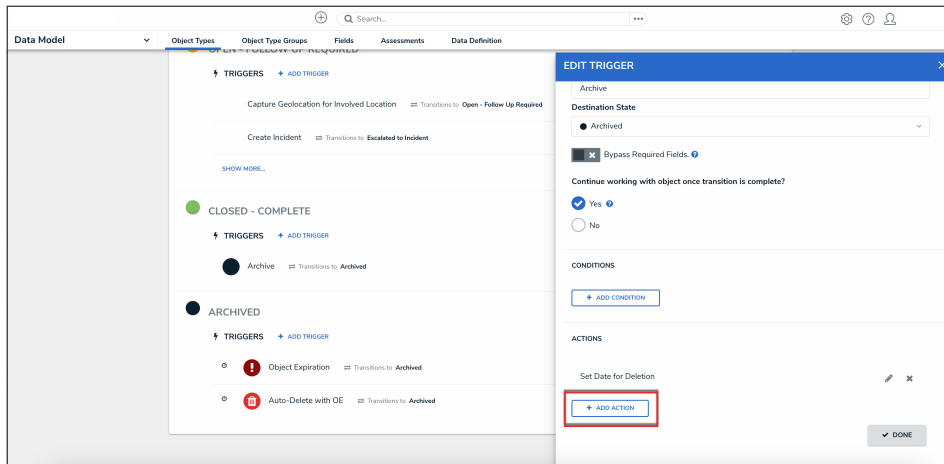 Search...
•••
Data Model
Object Types
Object Type Groups
Fields
Assessments
Data Definition
OPEN - FOLLOW UP REQUIRED
TRIGGERS
+ ADD TRIGGER
Capture Geolocation for Involved Location
Transitions to Open - Follow Up Required
Create Incident
Transitions to Escalated to Incident
SHOW MORE...
CLOSED - COMPLETE
TRIGGERS
+ ADD TRIGGER
Archive
Transitions to Archived
ARCHIVED
TRIGGERS
+ ADD TRIGGER
Object Expiration
Transitions to Archived
Auto-Delete with OE
Transitions to Archived
EDIT TRIGGER
Archive
Destination State
Archived
Bypass Required Fields.
Continue working with object once transition is complete?
Yes
No
CONDITIONS
+ ADD CONDITION
ACTIONS
Set Date for Deletion
+ ADD ACTION
DONE